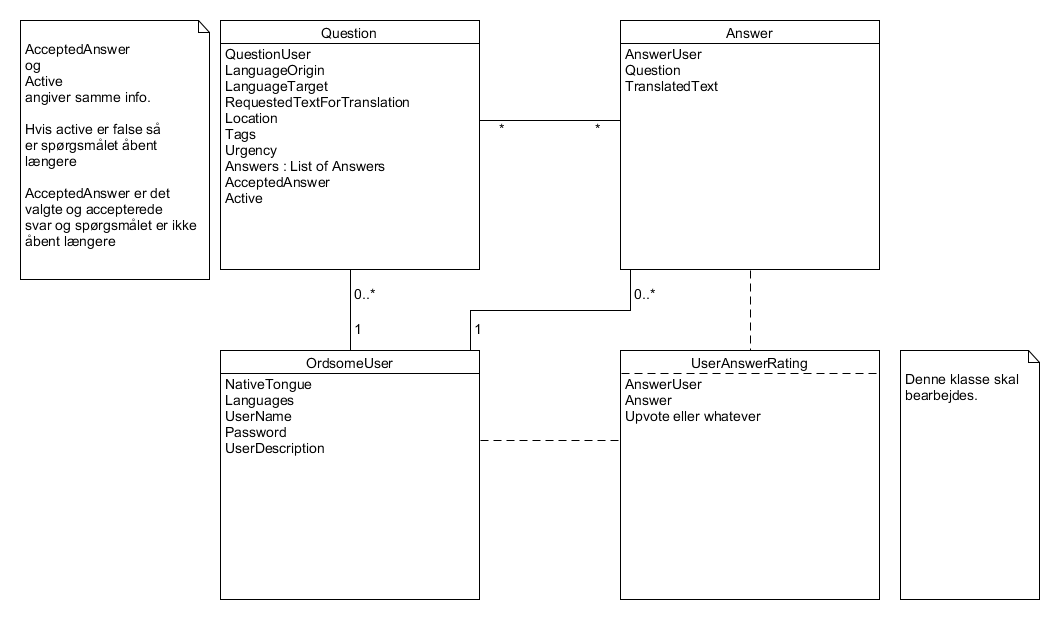 AcceptedAnswer
og
Active
angiver samme info.
Hvis active er false så
er spørgsmålet åbent
længere
AcceptedAnswer er det
valgte og accepterede
svar og spørgsmålet er ikke
åbent længere
Question
QuestionUser
LanguageOrigin
LanguageTarget
RequestedTextForTranslation
Location
Tags
Urgency
Answers : List of Answers
AcceptedAnswer
Active
* *
Answer
AnswerUser
Question
TranslatedText
0..*
1
0..*
1
OrdsomeUser
NativeTongue
Languages
UserName
Password
UserDescription
UserAnswerRating
AnswerUser
Answer
Upvote eller whatever
Denne klasse skal
bearbejdes.